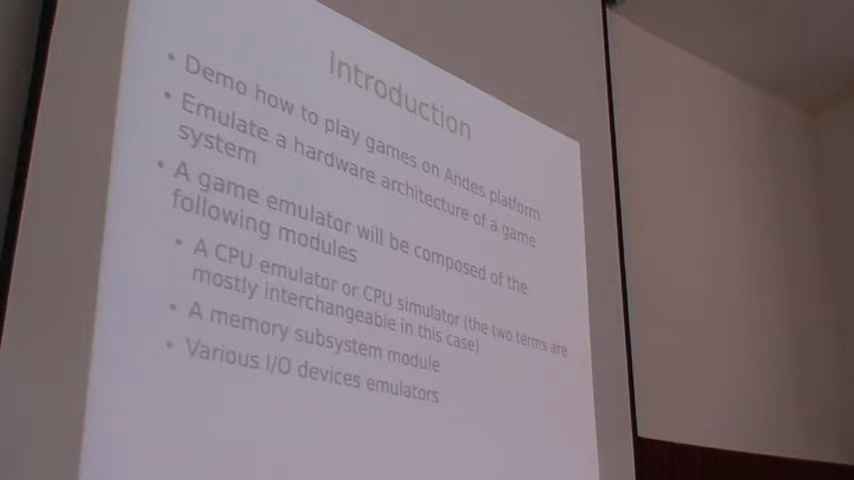 Introduction
• Demo how to play games on Andes platform
• Emulate a hardware architecture of a game
system
• A game emulator will be composed of the
following modules
• A CPU emulator or CPU simulator (the two terms are
mostly interchangeable in this case)
• A memory subsystem module
• Various I/O devices emulators